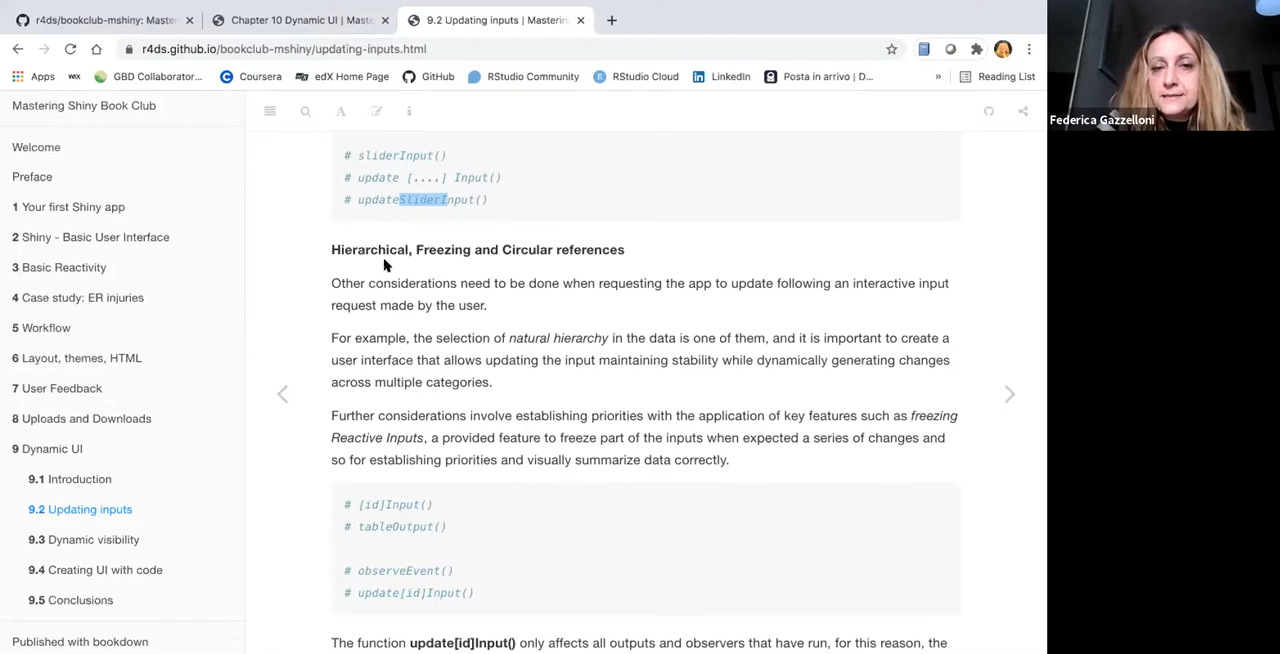 r4ds/bookclub-mshiny: Master
Chapter 10 Dynamic UI | Maste
9.2 Updating inputs | Masterin
r4ds.github.io/bookclub-mshiny/updating-inputs.html
Apps
WIX
GBD Collaborator...
Coursera
edX Home Page
GitHub
RStudio Community
RStudio Cloud
LinkedIn
Posta in arrivo | D...
»
Reading List
Federica Gazzelloni
Mastering Shiny Book Club
Welcome
Preface
1 Your first Shiny app
2 Shiny - Basic User Interface
3 Basic Reactivity
4 Case study: ER injuries
5 Workflow
6 Layout, themes, HTML
7 User Feedback
8 Uploads and Downloads
9 Dynamic UI
9.1 Introduction
9.2 Updating inputs
9.3 Dynamic visibility
9.4 Creating UI with code
9.5 Conclusions
Published with bookdown
# sliderInput()
# update [....] Input()
# updateSliderInput()
Hierarchical, Freezing and Circular references
Other considerations need to be done when requesting the app to update following an interactive input
request made by the user.
For example, the selection of natural hierarchy in the data is one of them, and it is important to create a
user interface that allows updating the input maintaining stability while dynamically generating changes
across multiple categories.
Further considerations involve establishing priorities with the application of key features such as freezing
Reactive Inputs, a provided feature to freeze part of the inputs when expected a series of changes and
so for establishing priorities and visually summarize data correctly.
# [id]Input()
# tableOutput()
# observeEvent()
# update[id]Input()
The function update[id]Input() only affects all outputs and observers that have run, for this reason, the